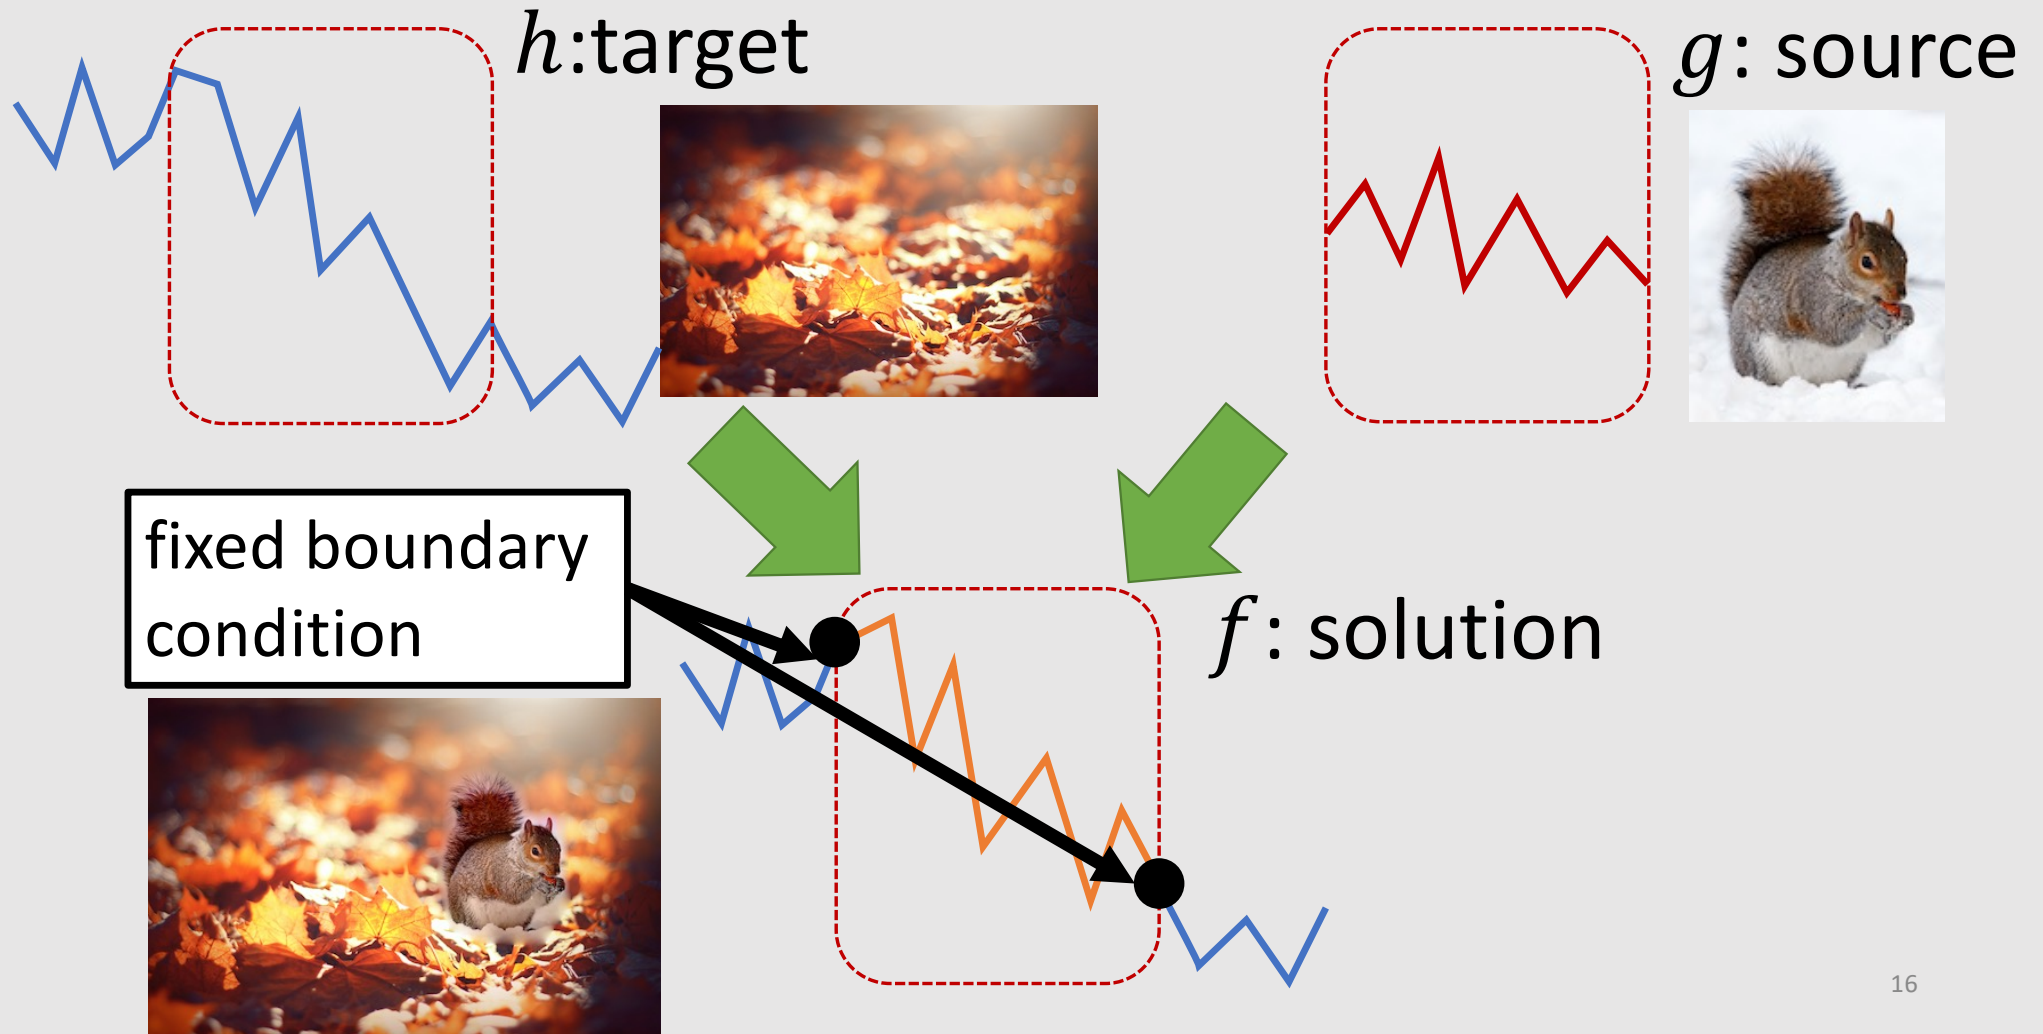 h:target
g: source
fixed boundary
condition
f: solution
16